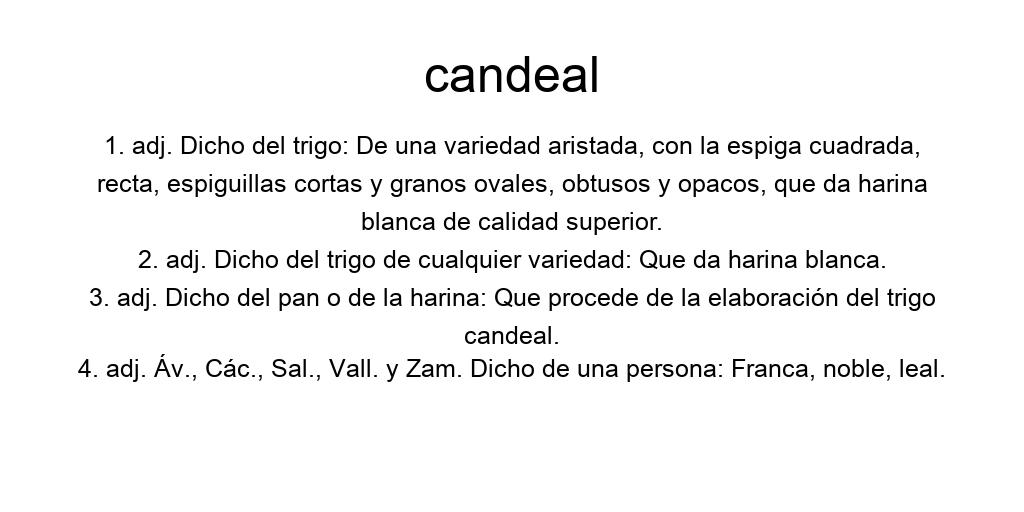 candeal
1. adj. Dicho del trigo: De una variedad aristada, con la espiga cuadrada,
recta, espiguillas cortas y granos ovales, obtusos y opacos, que da harina
blanca de calidad superior.
2. adj. Dicho del trigo de cualquier variedad: Que da harina blanca.
3. adj. Dicho del pan o de la harina: Que procede de la elaboración del trigo
candeal.
4. adj. Áv., Các., Sal., Vall. y Zam. Dicho de una persona: Franca, noble, leal.